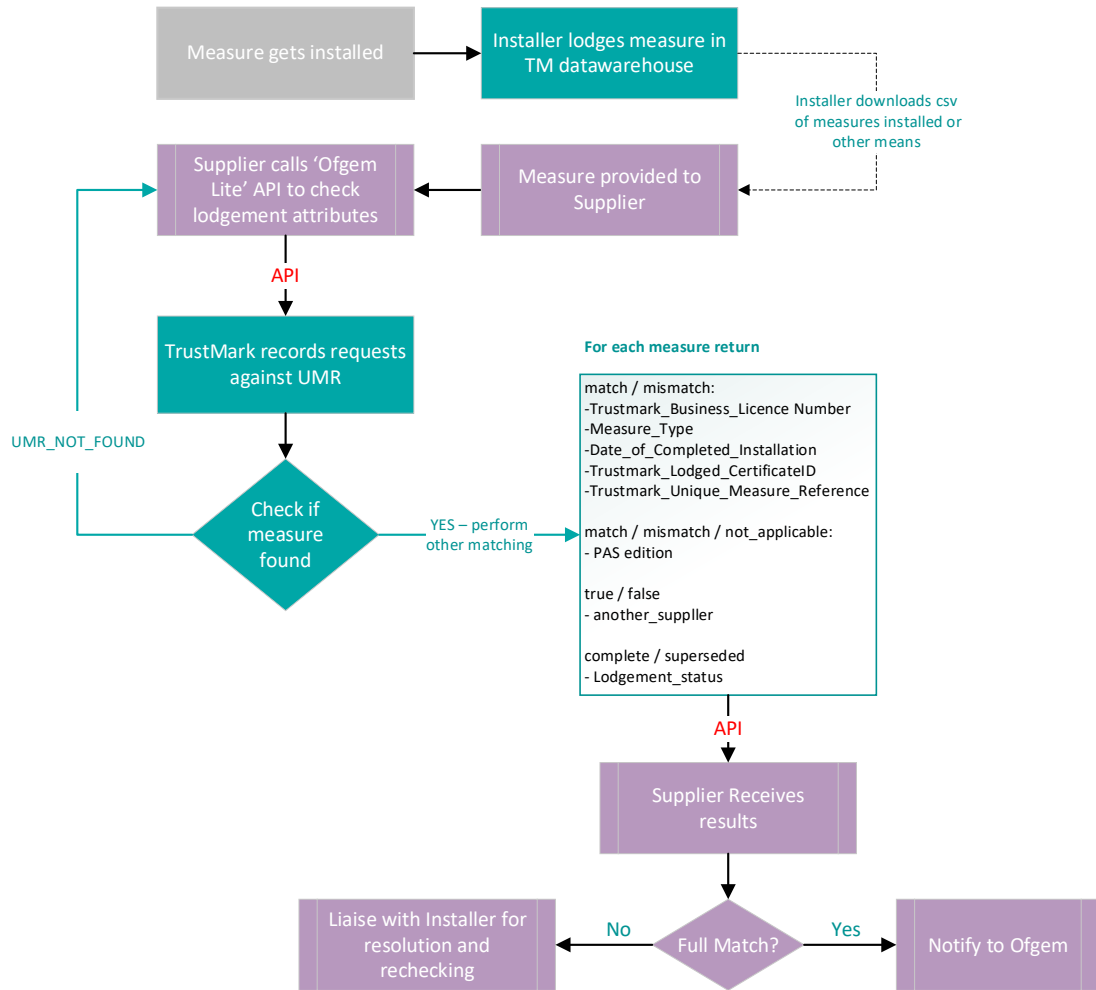 Measure gets installed
Installer lodges measure in
TM datawarehouse
Installer downloads csv
of measures installed or
other means
Supplier calls ‘Ofgem
Lite’ API to check
lodgement attributes
Measure provided to
Supplier
API
TrustMark records requests
against UMR
UMR_NOT_FOUND
Check if
measure
found
YES – perform
other matching
For each measure return
match / mismatch:
-Trustmark_Business_Licence Number
-Measure_Type
-Date_of_Completed_Installation
-Trustmark_Lodged_CertificateID
-Trustmark_Unique_Measure_Reference
match / mismatch / not_applicable:
- PAS edition
true / false
- another_suppller
complete / superseded
- Lodgement_status
API
Supplier Receives
results
Full Match?
No
Yes
Liaise with Installer for
resolution and
rechecking
Notify to Ofgem